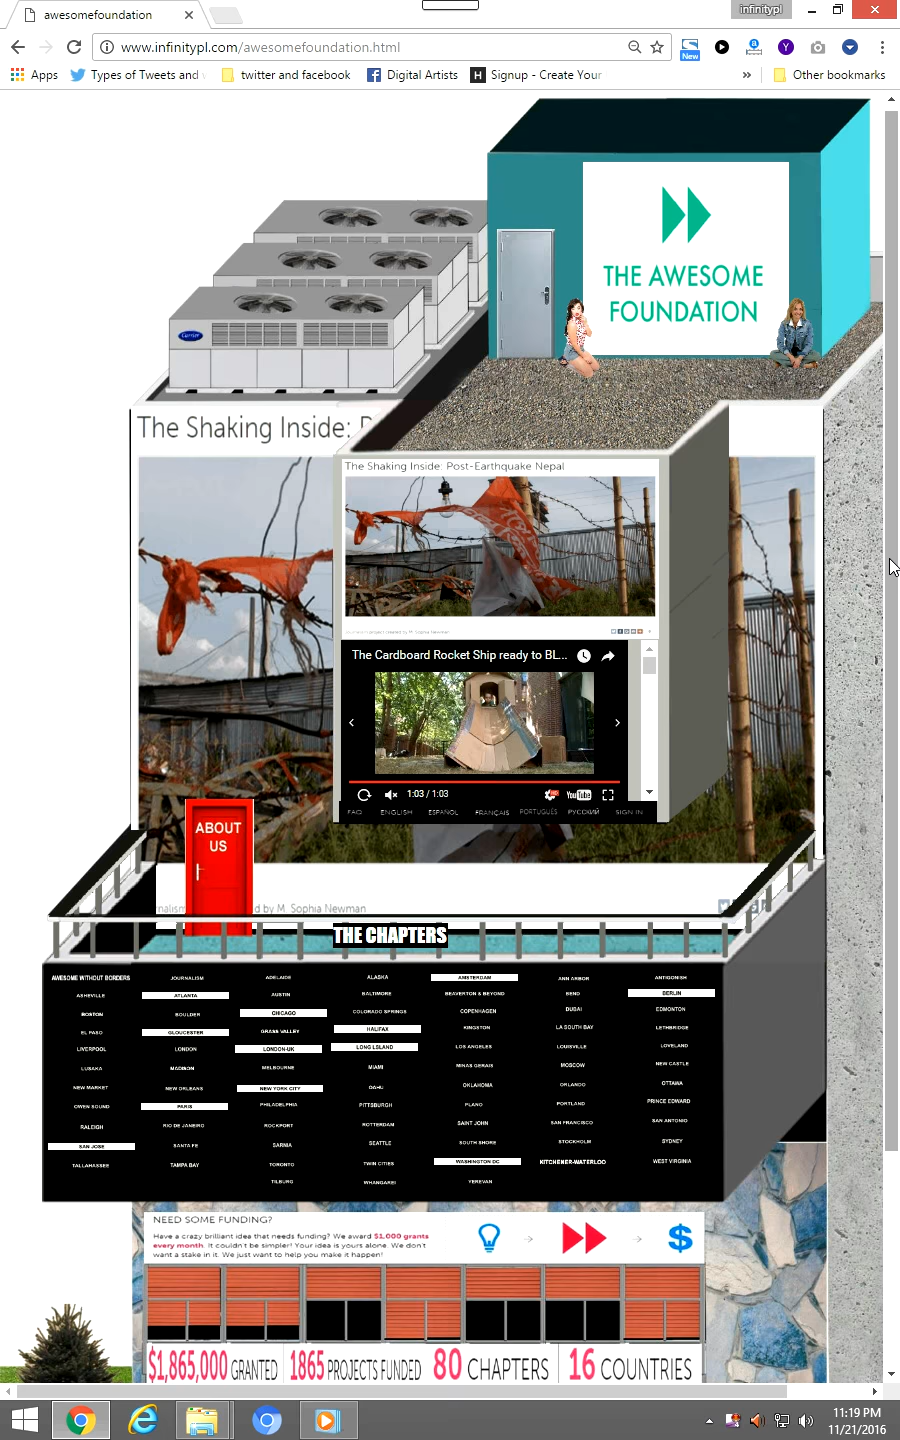 awesomefoundation
infinitypl
www.infinitypl.com/awesomefoundation.html
New
Apps
Types of Tweets and
twitter and facebook
Digital Artists
Signup - Create Your
Other bookmarks
THE AWESOME
FOUNDATION
Carrier
The Shaking Inside:
The Shaking Inside: Post-Earthquake Nepal
project created by M. Sophia Newman
The Cardboard Rocket Ship ready to BL...
1:03 / 1:03
YouTube
FAQ ENGLISH ESPAÑOL FRANÇAIS PORTUGUÊS РУССКИЙ SIGN IN
ABOUT
US
d by M. Sophia Newman
THE CHAPTERS
AWESOME WITHOUT BORDERS JOURNALISM ADELAIDE ALASKA AMSTERDAM ANN ARBOR ANTIGONISH
ASHEVILLE ATLANTA AUSTIN BALTIMORE BEAVERTON & BEYOND BEND BERLIN
BOSTON BOULDER CHICAGO COLORADO SPRINGS COPENHAGEN DUBAI EDMONTON
EL PASO GLOUCESTER GRASS VALLEY HALIFAX KINGSTON LA SOUTH BAY LETHBRIDGE
LIVERPOOL LONDON LONDON-UK LONG LSLAND LOS ANGELES LOUISVILLE LOVELAND
LUSAKA MADISON MELBOURNE MIAMI MINAS GERAIS MOSCOW NEW CASTLE
NEW MARKET NEW ORLEANS NEW YORK CITY OAHU OKLAHOMA ORLANDO OTTAWA
OWEN SOUND PARIS PHILADELPHIA PITTSBURGH PLANO PORTLAND PRINCE EDWARD
RALEIGH RIO DE JANEIRO ROCKPORT ROTTERDAM SAINT JOHN SAN FRANCISCO SAN ANTONIO
SAN JOSE SANTA FE SARNIA SEATTLE SOUTH SHORE STOCKHOLM SYDNEY
TALLAHASSEE TAMPA BAY TORONTO TWIN CITIES WASHINGTON DC KITCHENER-WATERLOO WEST VIRGINIA
TILBURG WHANGAREI YEREVAN
NEED SOME FUNDING?
Have a crazy brilliant idea that needs funding? We award $1,000 grants
every month. It couldn't be simpler! Your idea is yours alone. We don't
want a stake in it. We just want to help you make it happen!
$1,865,000 GRANTED 1865 PROJECTS FUNDED 80 CHAPTERS 16 COUNTRIES
11:19 PM
11/21/2016